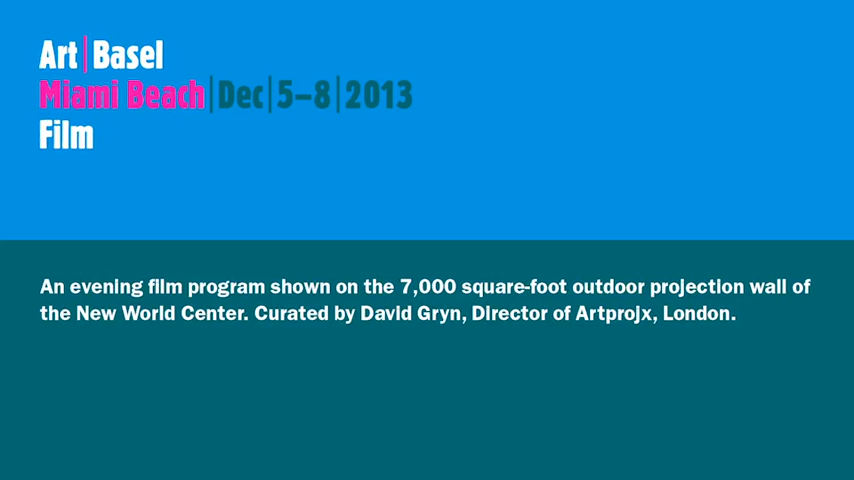 Art|Basel
Miami Beach|Dec|5–8|2013
Film
An evening film program shown on the 7,000 square-foot outdoor projection wall of
the New World Center. Curated by David Gryn, Director of Artprojx, London.